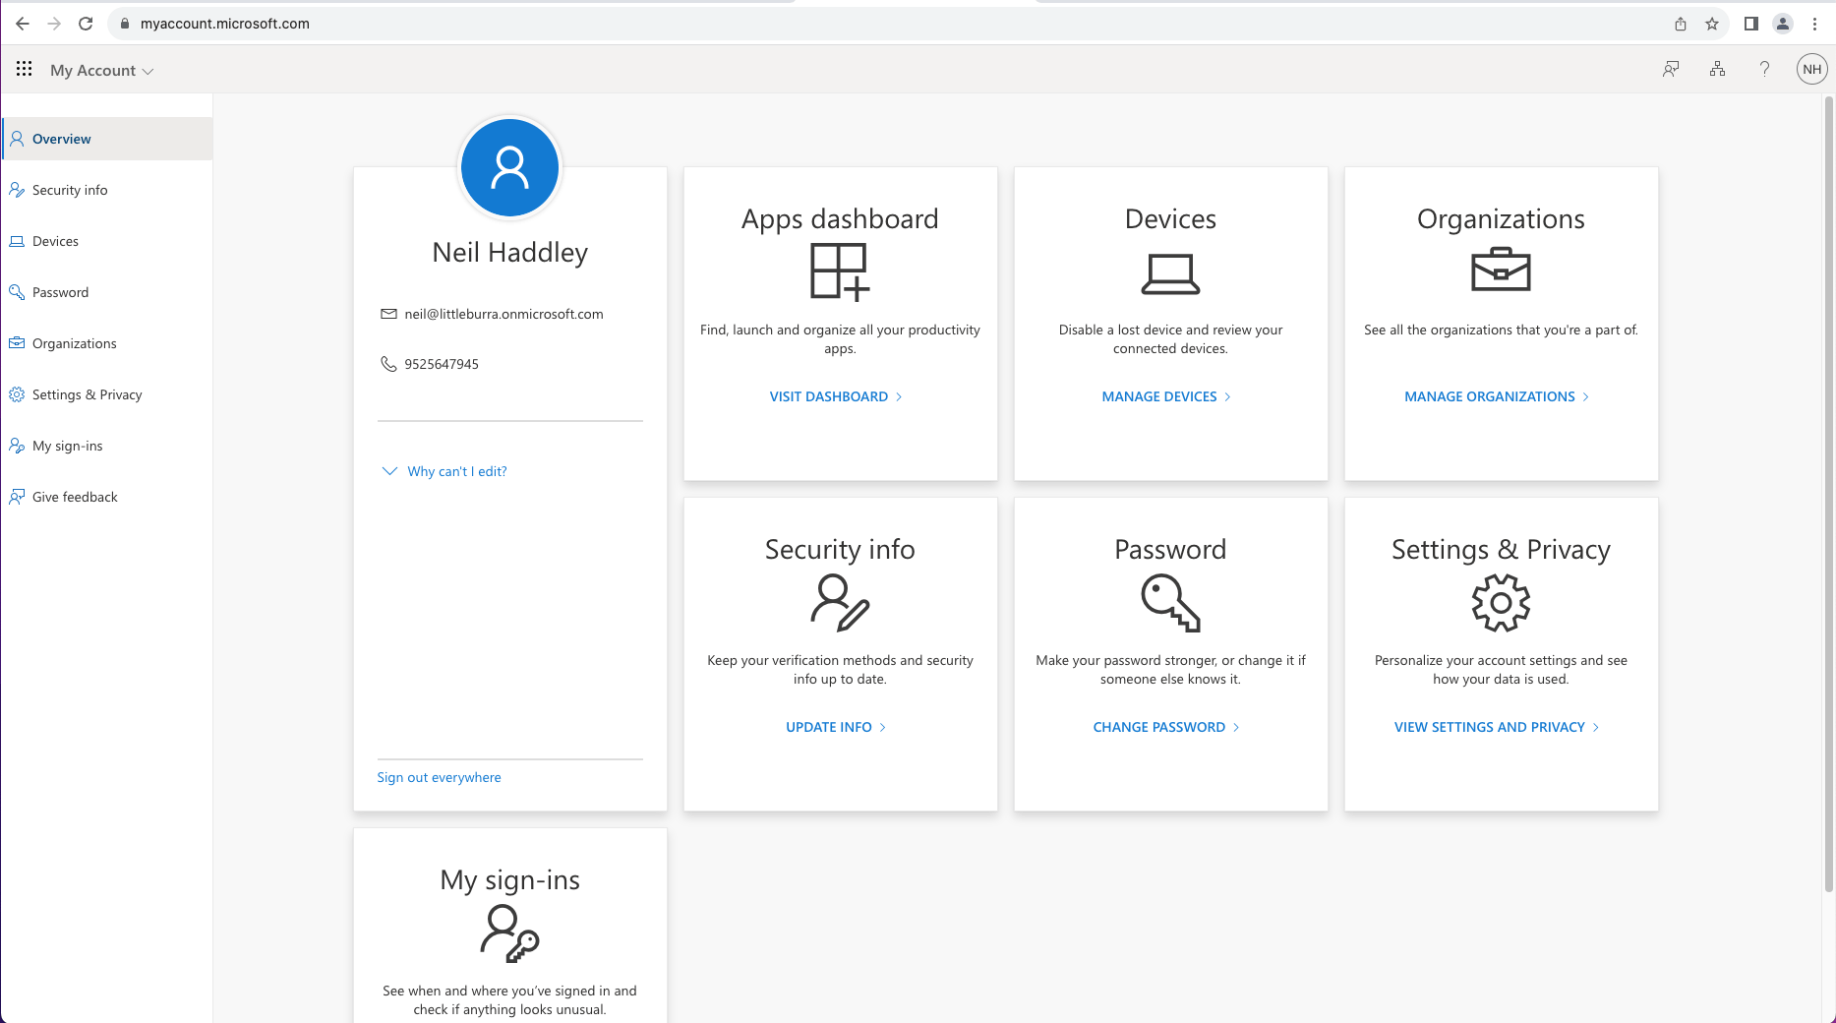 myaccount.microsoft.com
My Account
NH
Overview
Security info
Devices
Password
Organizations
Settings & Privacy
My sign-ins
Give feedback
Neil Haddley
neil@littleburra.onmicrosoft.com
9525647945
Why can't I edit?
Sign out everywhere
Apps dashboard
Find, launch and organize all your productivity
apps.
VISIT DASHBOARD
Devices
Disable a lost device and review your
connected devices.
MANAGE DEVICES
Organizations
See all the organizations that you're a part of.
MANAGE ORGANIZATIONS
Security info
Keep your verification methods and security
info up to date.
UPDATE INFO
Password
Make your password stronger, or change it if
someone else knows it.
CHANGE PASSWORD
Settings & Privacy
Personalize your account settings and see
how your data is used.
VIEW SETTINGS AND PRIVACY
My sign-ins
See when and where you've signed in and
check if anything looks unusual.